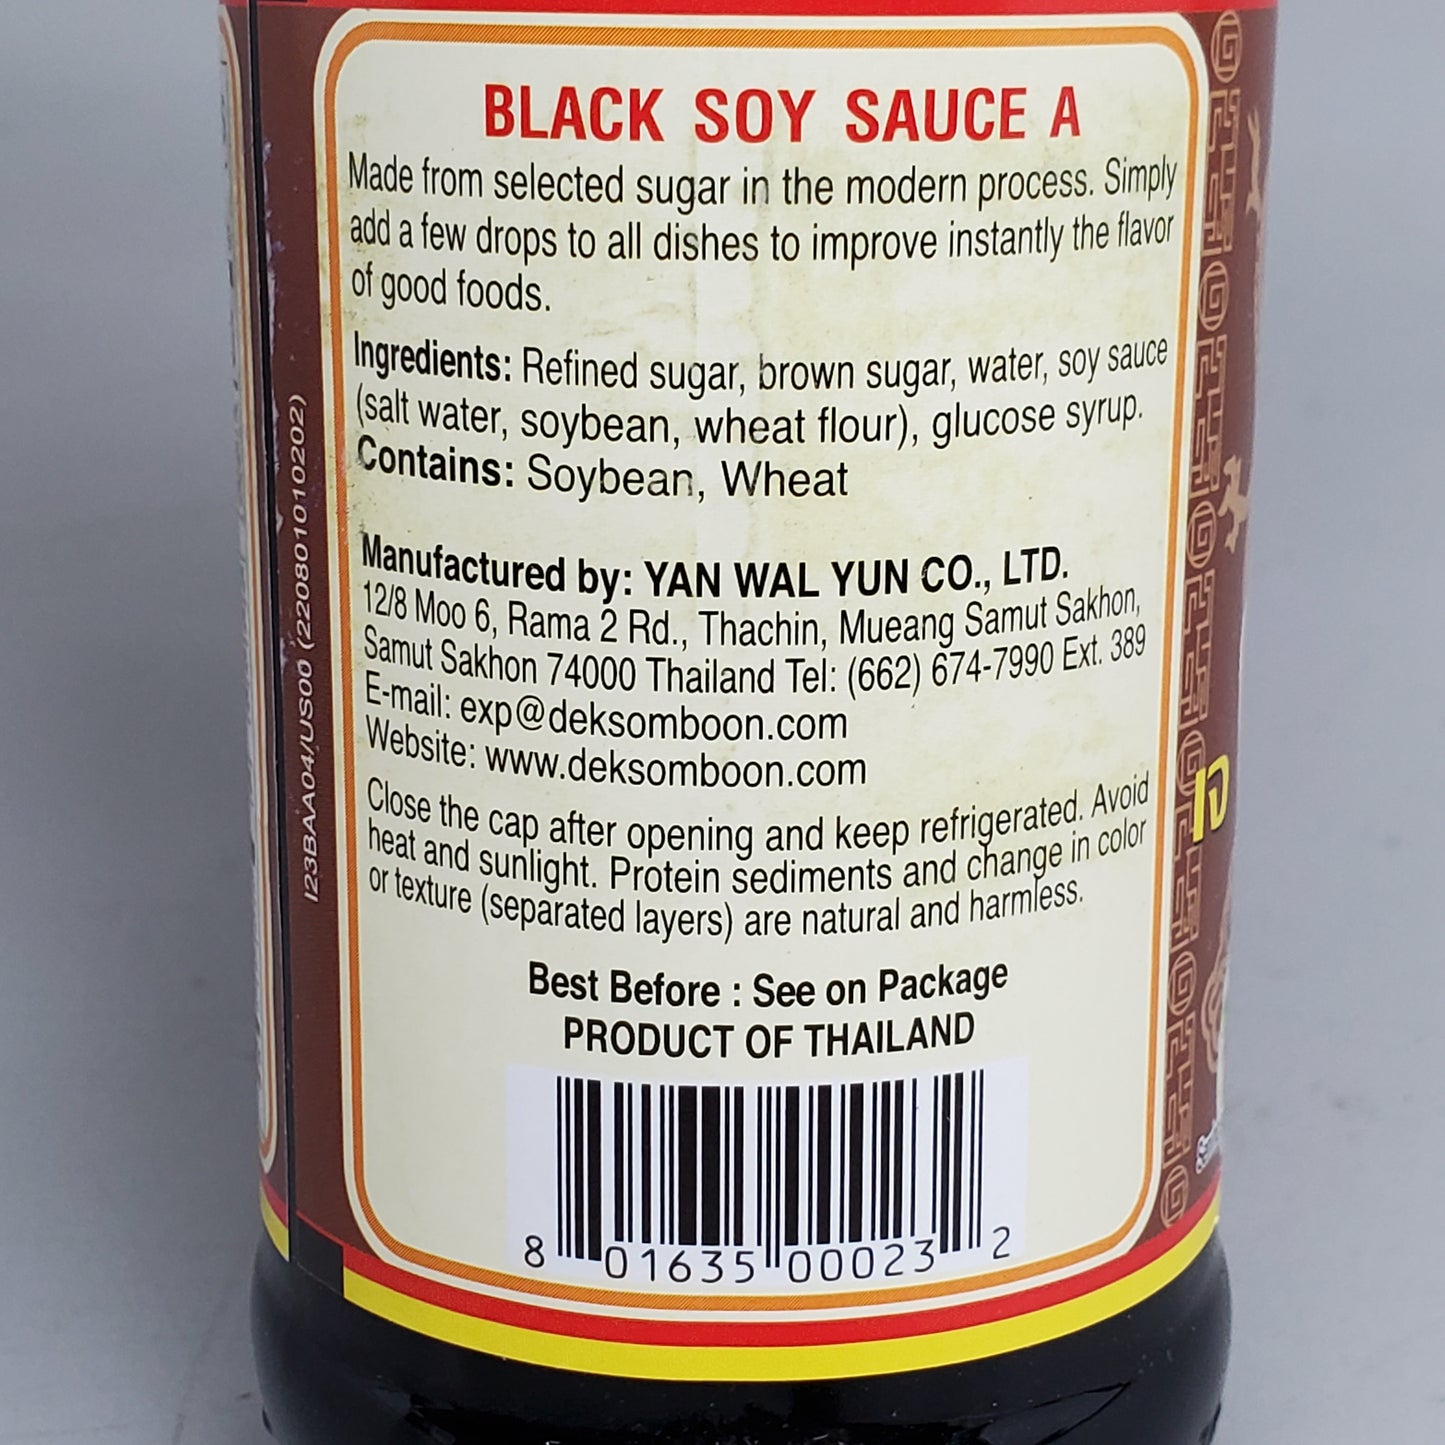 BLACK SOY SAUCE A
Made from selected sugar in the modern process. Simply
add a few drops to all dishes to improve instantly the flavor
of good foods.
Ingredients: Refined sugar, brown sugar, water, soy sauce
(salt water, soybean, wheat flour), glucose syrup.
Contains: Soybean, Wheat
Manufactured by: YAN WAL YUN CO., LTD.
12/8 Moo 6, Rama 2 Rd., Thachin, Mueang Samut Sakhon,
Samut Sakhon 74000 Thailand Tel: (662) 674-7990 Ext. 389
E-mail: exp@deksomboon.com
Website: www.deksomboon.com
Close the cap after opening and keep refrigerated. Avoid
heat and sunlight. Protein sediments and change in color
or texture (separated layers) are natural and harmless.
Best Before : See on Package
PRODUCT OF THAILAND
8 01635 00023 2
I23BAA04/US00 (220801010202)